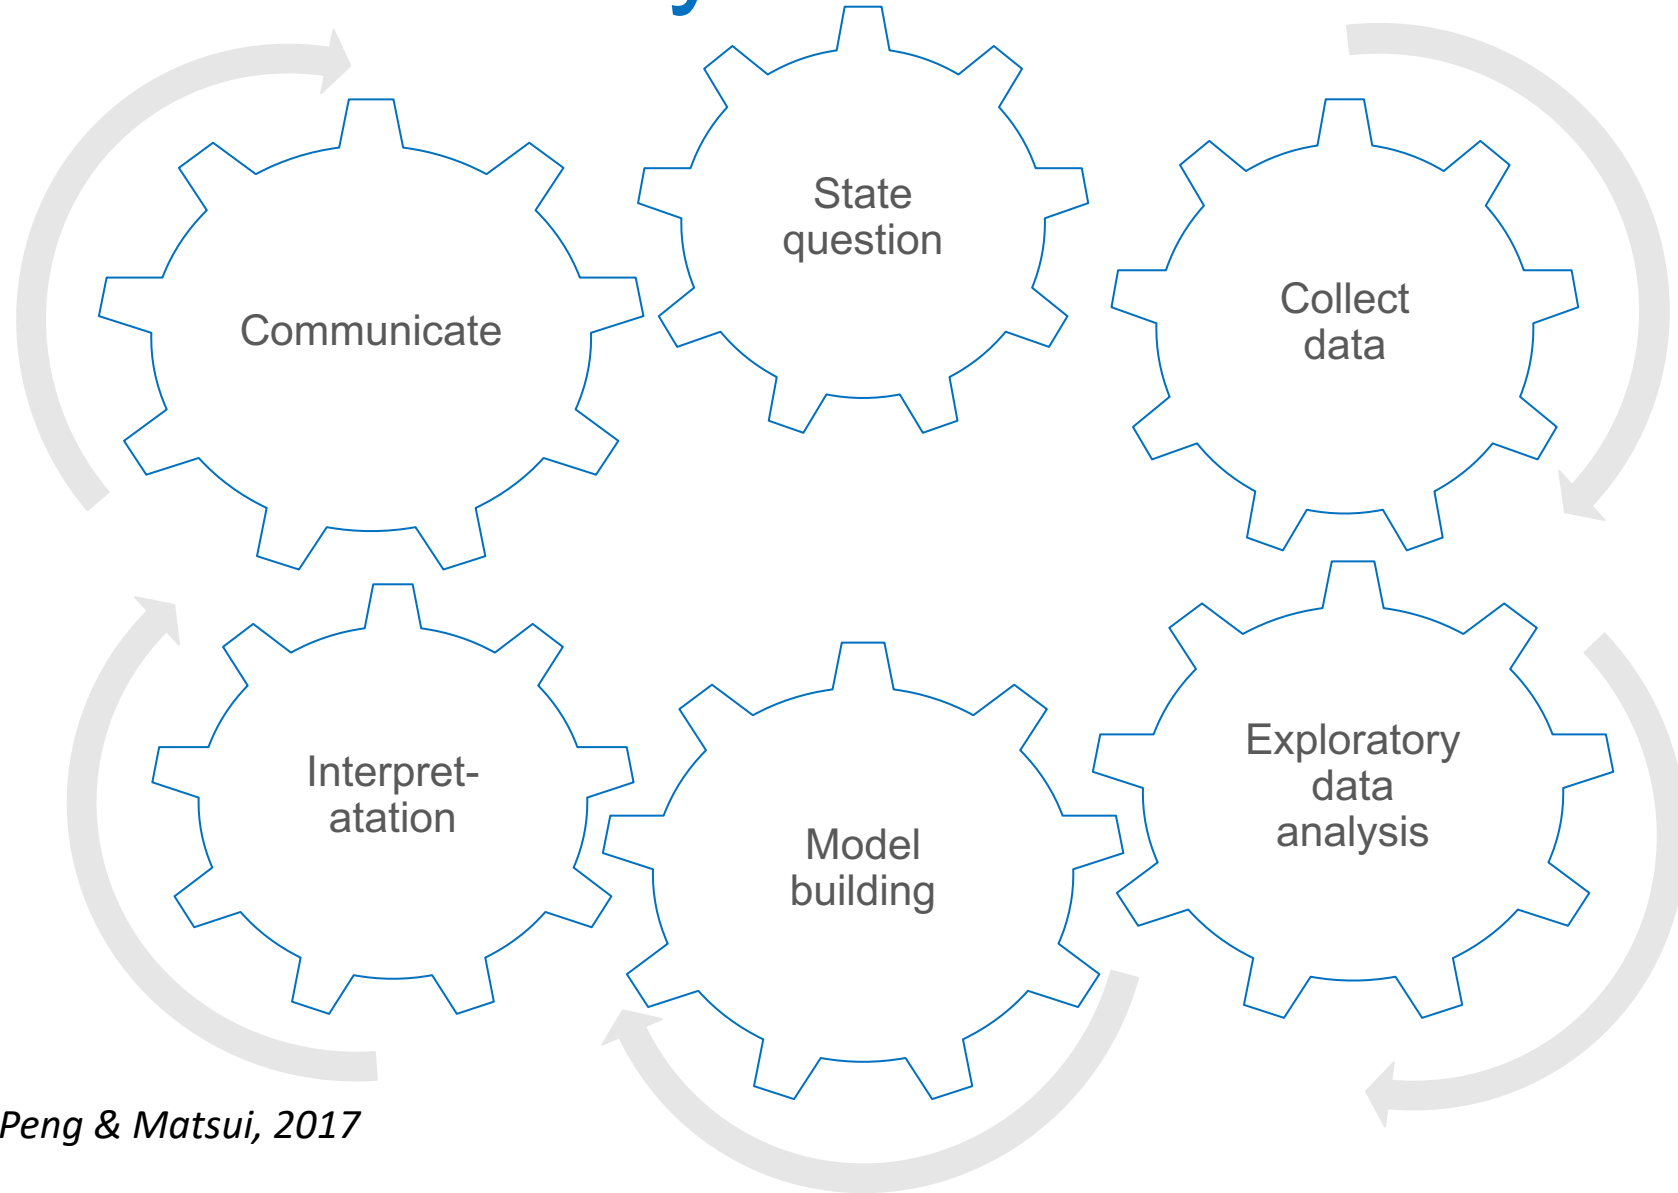 State
question
Collect
data
Exploratory
data
analysis
Model
building
Interpret-
atation
Communicate
Peng & Matsui, 2017